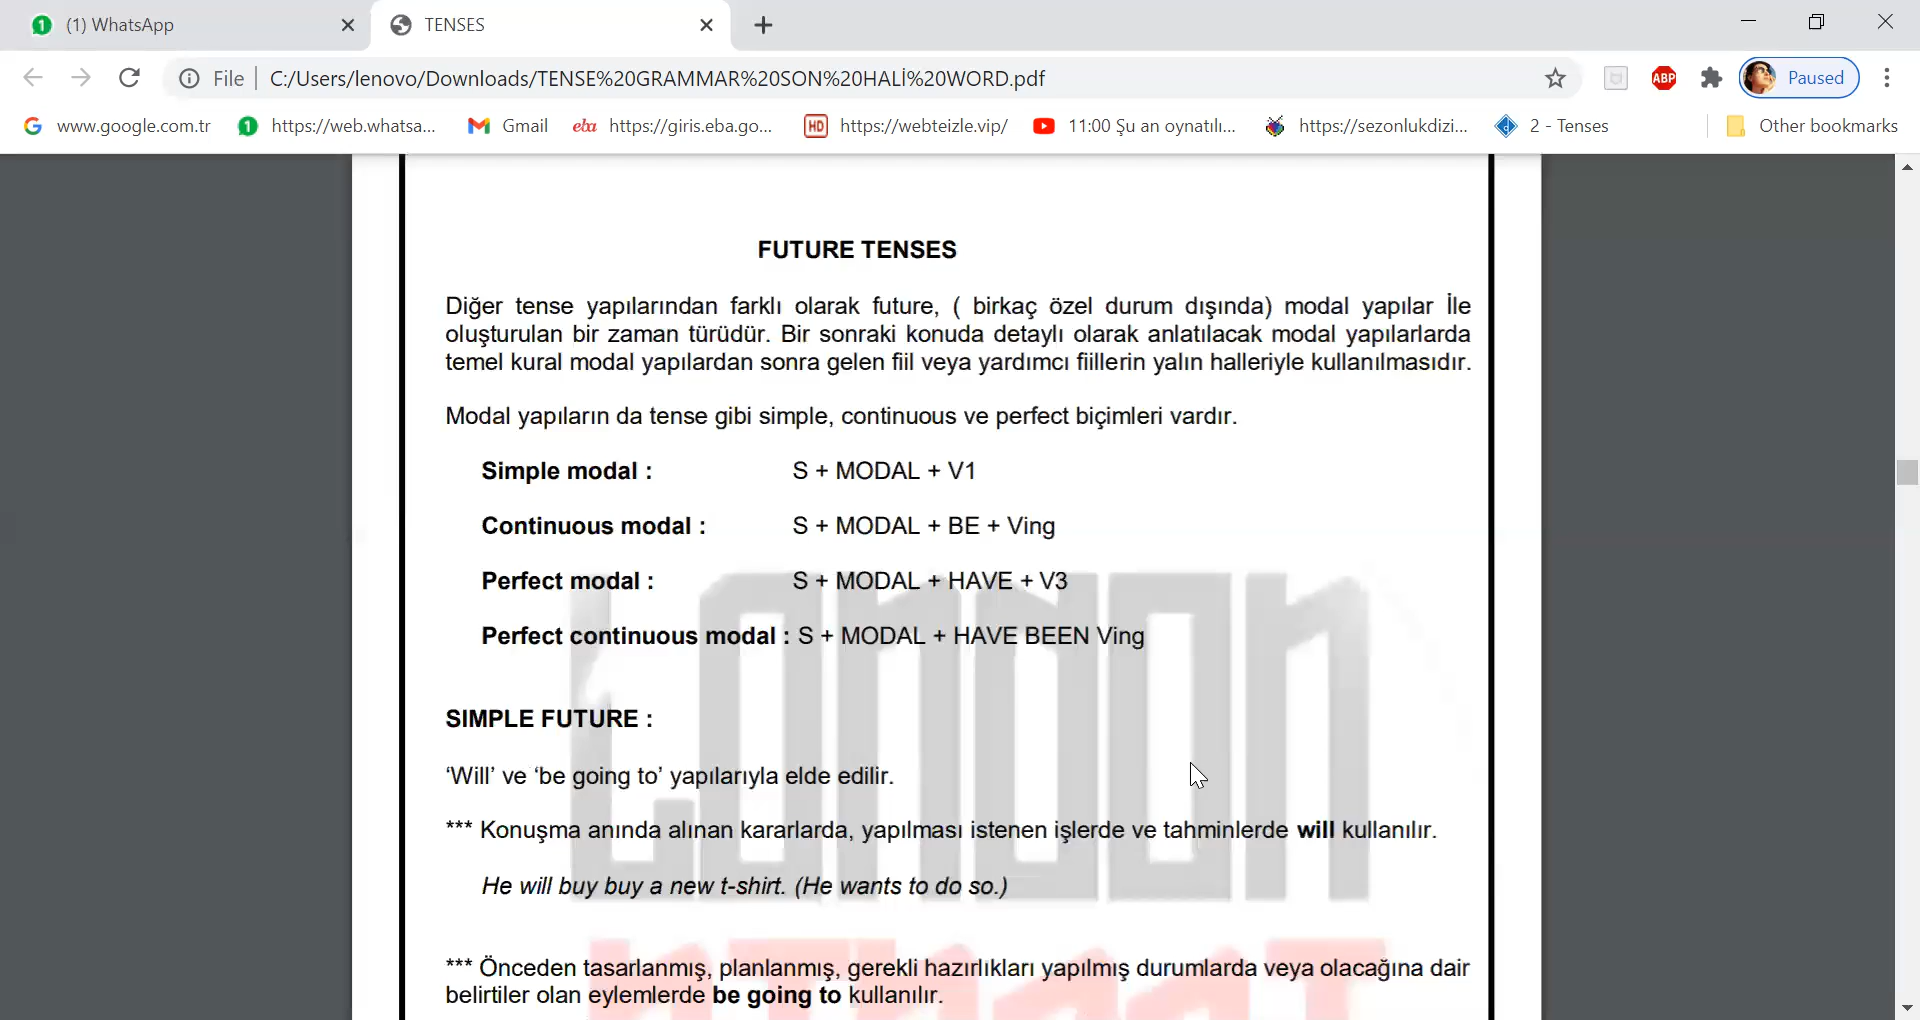 (1) WhatsApp
TENSES
File
C:/Users/lenovo/Downloads/TENSE%20GRAMMAR%20SON%20HALİ%20WORD.pdf
ABP
Paused
www.google.com.tr
https://web.whatsa...
Gmail
eba
https://giris.eba.go...
HD
https://webteizle.vip/
11:00 Şu an oynatılı...
https://sezonlukdizi...
2 - Tenses
Other bookmarks
FUTURE TENSES
Diğer tense yapılarından farklı olarak future, ( birkaç özel durum dışında) modal yapılar İle
oluşturulan bir zaman türüdür. Bir sonraki konuda detaylı olarak anlatılacak modal yapılarlarda
temel kural modal yapılardan sonra gelen fiil veya yardımcı fiillerin yalın halleriyle kullanılmasıdır.
Modal yapıların da tense gibi simple, continuous ve perfect biçimleri vardır.
Simple modal : S + MODAL + V1
Continuous modal : S + MODAL + BE + Ving
Perfect modal : S + MODAL + HAVE + V3
Perfect continuous modal : S + MODAL + HAVE BEEN Ving
SIMPLE FUTURE :
‘Will’ ve ‘be going to’ yapılarıyla elde edilir.
*** Konuşma anında alınan kararlarda, yapılması istenen işlerde ve tahminlerde will kullanılır.
He will buy buy a new t-shirt. (He wants to do so.)
*** Önceden tasarlanmış, planlanmış, gerekli hazırlıkları yapılmış durumlarda veya olacağına dair
belirtiler olan eylemlerde be going to kullanılır.
London